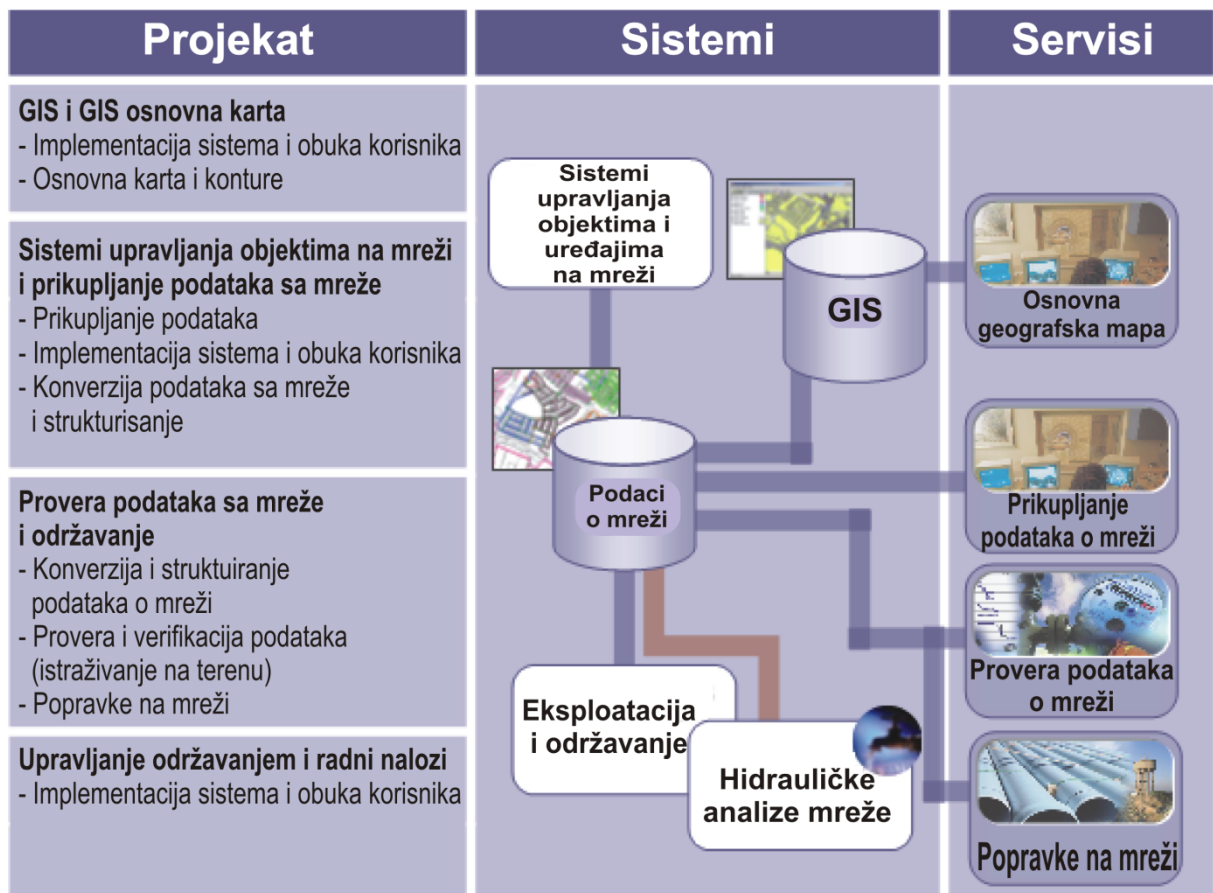 Projekat
Sistemi
Servisi
GIS i GIS osnovna karta
- Implementacija sistema i obuka korisnika
- Osnovna karta i konture
Sistemi upravljanja objektima na mreži
i prikupljanje podataka sa mreže
- Prikupljanje podataka
- Implementacija sistema i obuka korisnika
- Konverzija podataka sa mreže
i strukturisanje
Provera podataka sa mreže
i održavanje
- Konverzija i struktuiranje
podataka o mreži
- Provera i verifikacija podataka
(istraživanje na terenu)
- Popravke na mreži
Upravljanje održavanjem i radni nalozi
- Implementacija sistema i obuka korisnika
Sistemi
upravljanja
objektima i
uređajima
na mreži
GIS
Podaci
o mreži
Eksploatacija
i održavanje
Hidrauličke
analize mreže
Osnovna
geografska mapa
Prikupljanje
podataka o mreži
Provera podataka
o mreži
Popravke na mreži